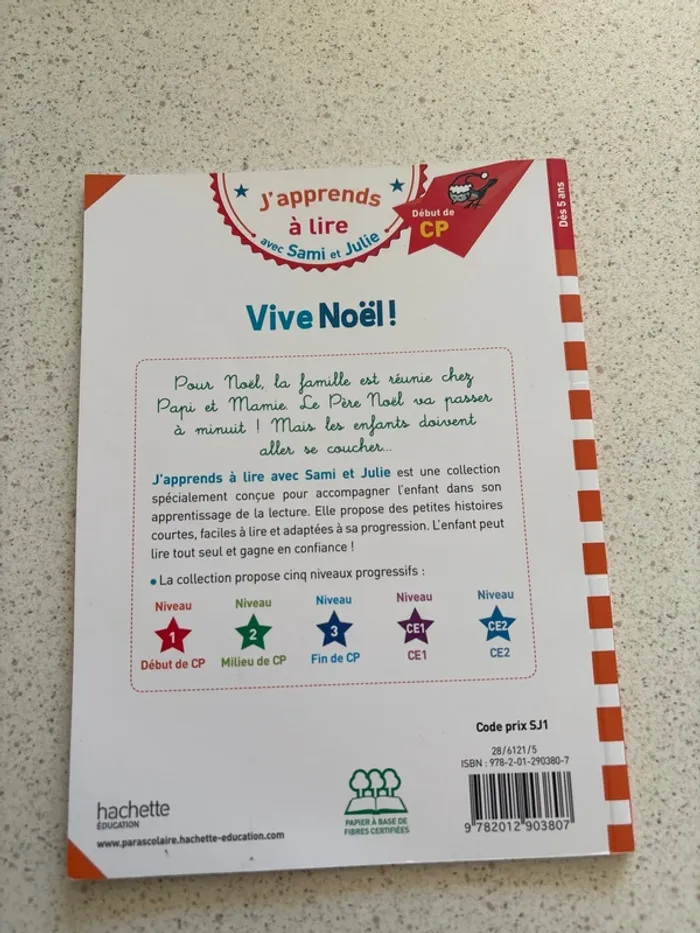 J'apprends
à lire
avec Sami et Julie
Début de
CP
Dès 5 ans
Vive Noël !
Pour Noël, la famille est réunie chez
Papi et Mamie. Le Père Noël va passer
à minuit ! Mais les enfants doivent
aller se coucher...
J'apprends à lire avec Sami et Julie est une collection
spécialement conçue pour accompagner l'enfant dans son
apprentissage de la lecture. Elle propose des petites histoires
courtes, faciles à lire et adaptées à sa progression. L'enfant peut
lire tout seul et gagne en confiance !
• La collection propose cinq niveaux progressifs :
Niveau Niveau Niveau Niveau Niveau
1 2 3 CE1 CE2
Début de CP Milieu de CP Fin de CP CE1 CE2
Code prix SJ1
28/6121/5
ISBN : 978-2-01-290380-7
9 782012 903807
PAPIER À BASE DE
FIBRES CERTIFIÉES
hachette
ÉDUCATION
www.parascolaire.hachette-education.com